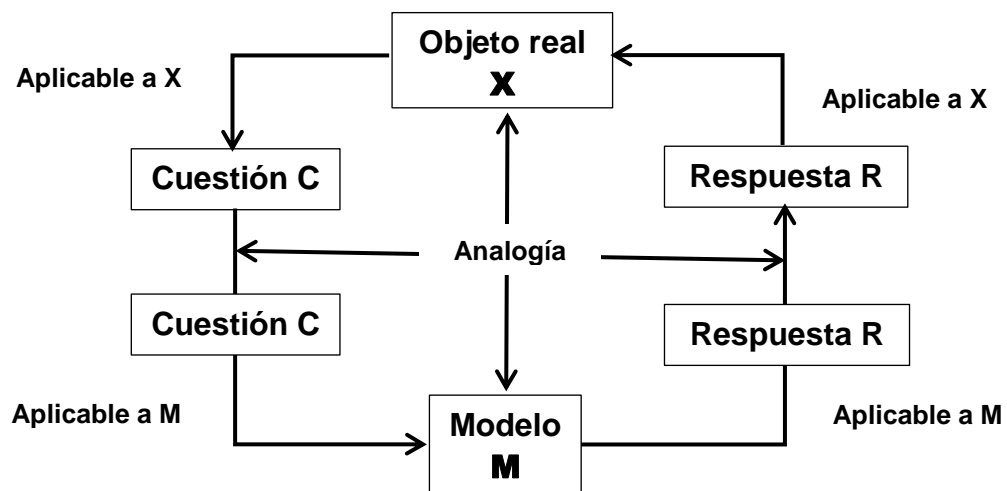 Objeto real
X
Aplicable a X
Aplicable a X
Cuestión C
Respuesta R
Analogía
Cuestión C
Respuesta R
Aplicable a M
Aplicable a M
Modelo
M